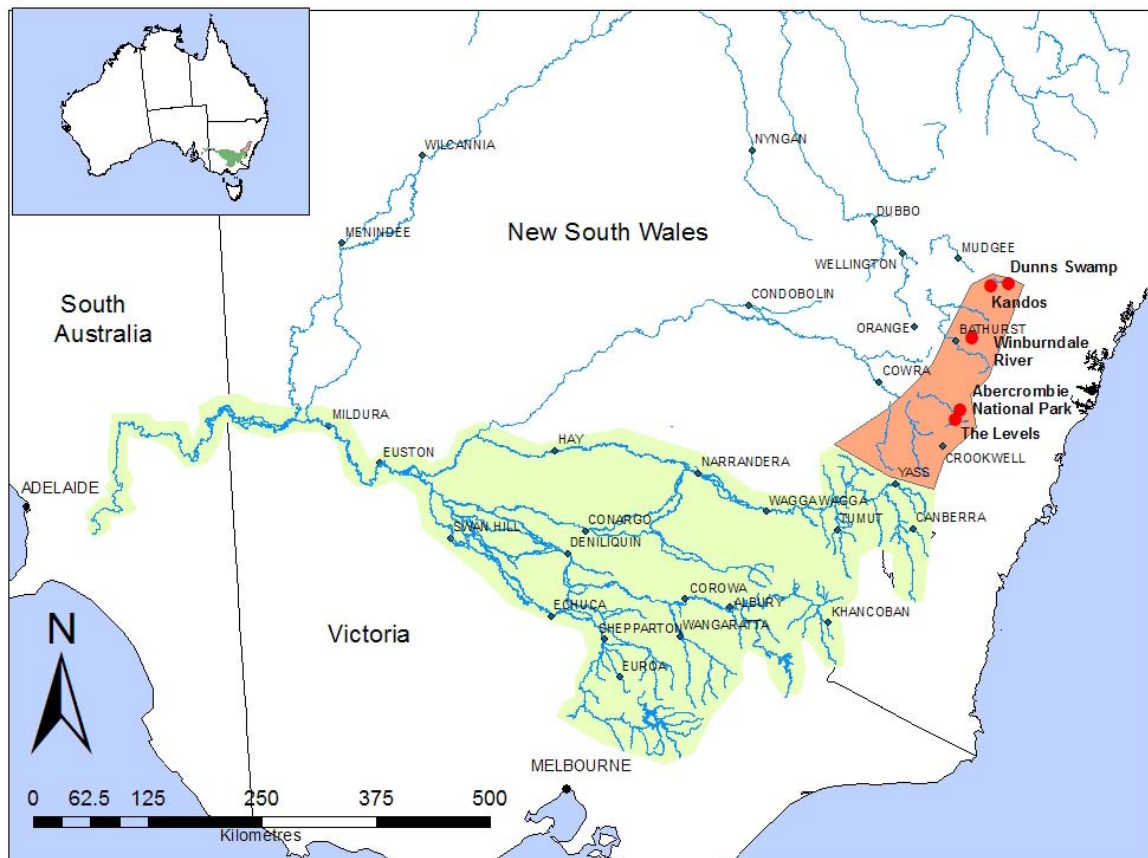 WILCANNIA
NYNGAN
MENINDEE
New South Wales
DUBBO
WELLINGTON
MUDGEE
Dunns Swamp
Kandos
South
Australia
CONDOBOLIN
ORANGE
BATHURST
Winburndale
River
COWRA
Abercrombie
National Park
The Levels
CROOKWELL
MILDURA
EUSTON
HAY
NARRANDERA
YASS
ADELAIDE
WAGGA WAGGA
TUMUT
CANBERRA
SWAN HILL
CONARGO
DENILIQUIN
COROWA
ALBURY
ECHUCA
KHANCOBAN
SHEPPARTON
WANGARATTA
Victoria
EUROA
N
MELBOURNE
0 62.5 125 250 375 500
Kilometres